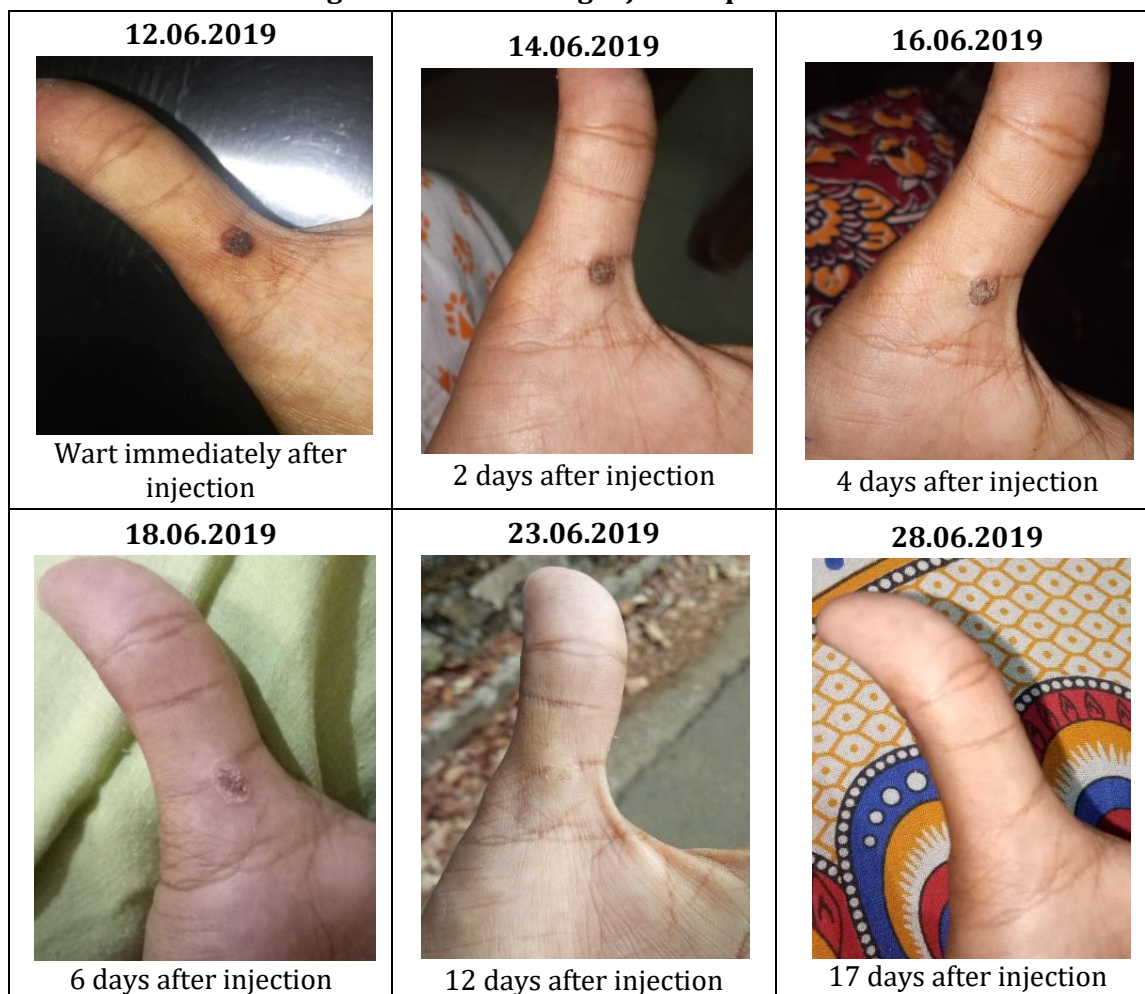 12.06.2019
14.06.2019
16.06.2019
Wart immediately after
injection
2 days after injection
4 days after injection
18.06.2019
23.06.2019
28.06.2019
6 days after injection
12 days after injection
17 days after injection